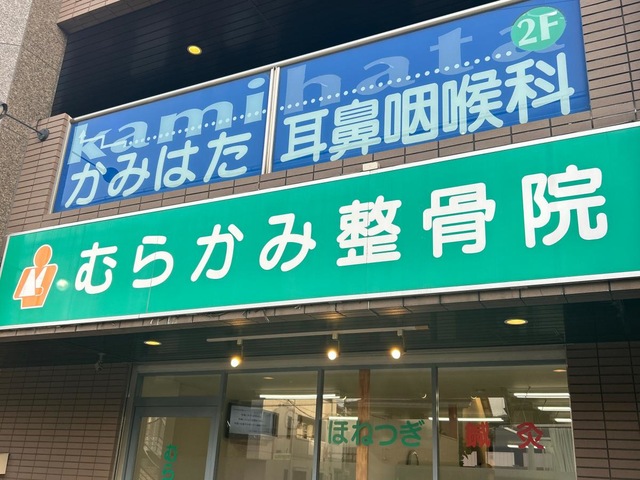 Kamihata
2F
かみはた 耳鼻咽喉科
むらかみ整骨院
ほねつぎ 鍼灸